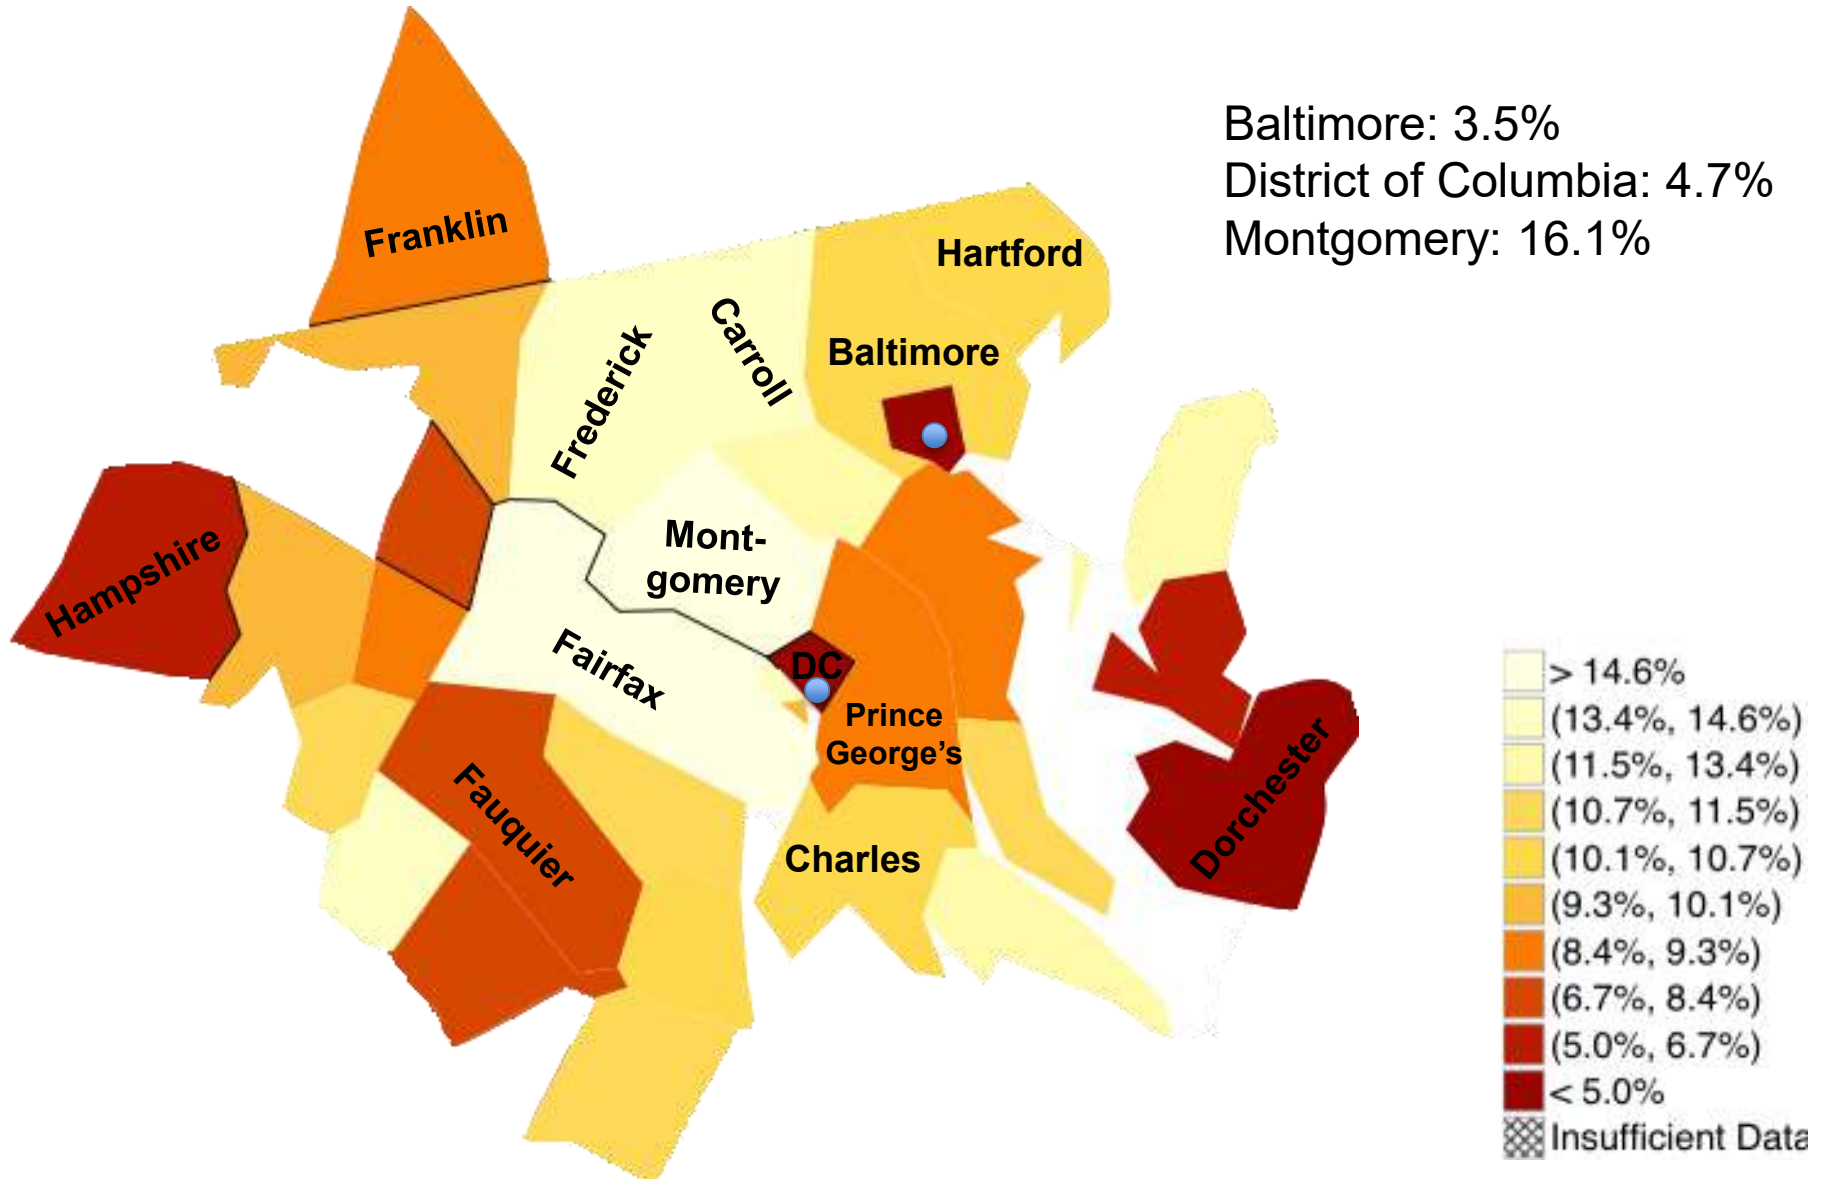 Baltimore: 3.5%
District of Columbia: 4.7%
Montgomery: 16.1%
Franklin
Hartford
Carroll
Frederick
Baltimore
Hampshire
Mont-
gomery
Fairfax
DC
Prince
George’s
Fauquier
Charles
Dorchester
> 14.6%
(13.4%, 14.6%)
(11.5%, 13.4%)
(10.7%, 11.5%)
(10.1%, 10.7%)
(9.3%, 10.1%)
(8.4%, 9.3%)
(6.7%, 8.4%)
(5.0%, 6.7%)
< 5.0%
Insufficient Data